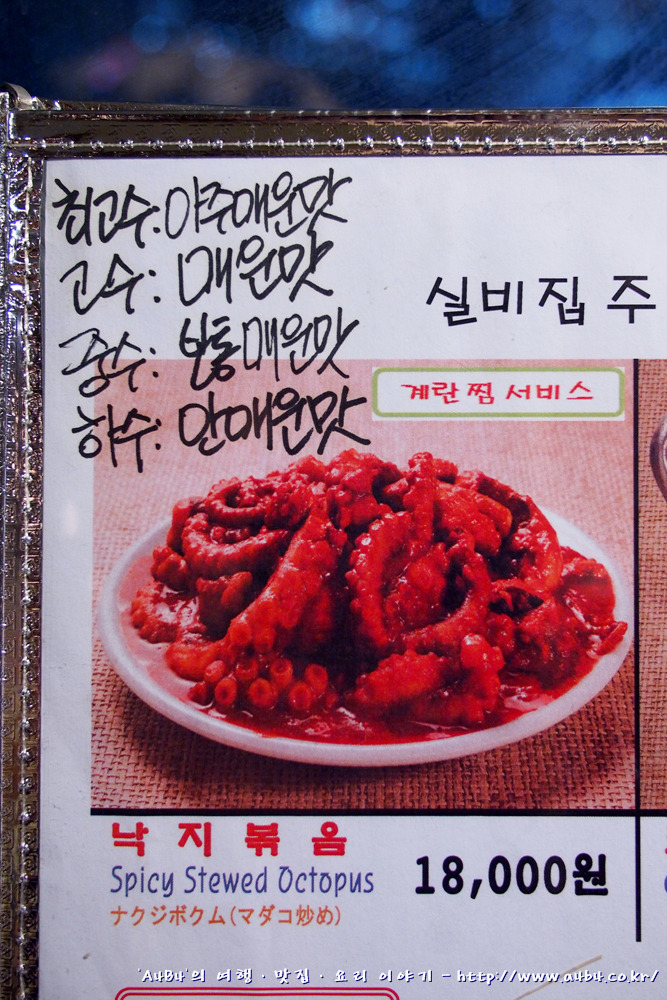 최고수: 아주매운맛
고수: 매운맛
중수: 보통매운맛
하수: 안매운맛
실비집 주
계란찜 서비스
낙지볶음
Spicy Stewed Octopus
18,000원
ナクジボクム(マダコ炒め)
'AuBu'의 여행·맛집·요리 이야기 - http://www.aubu.co.kr/